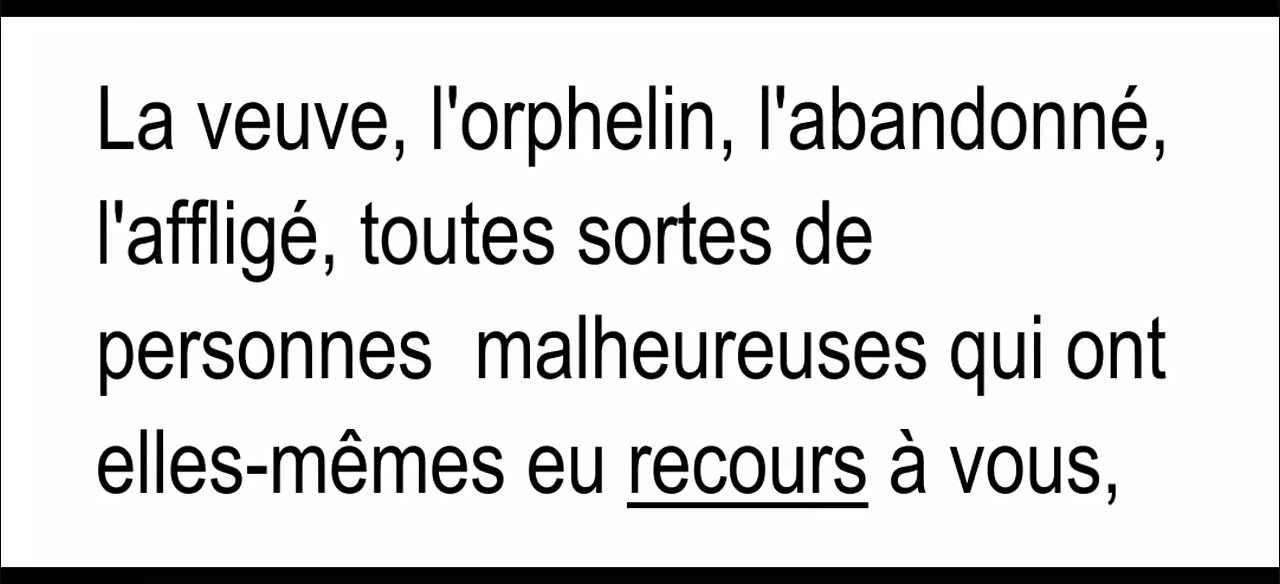 La veuve, l'orphelin, l'abandonné,
l'affligé, toutes sortes de
personnes  malheureuses qui ont
elles-mêmes eu recours à vous,